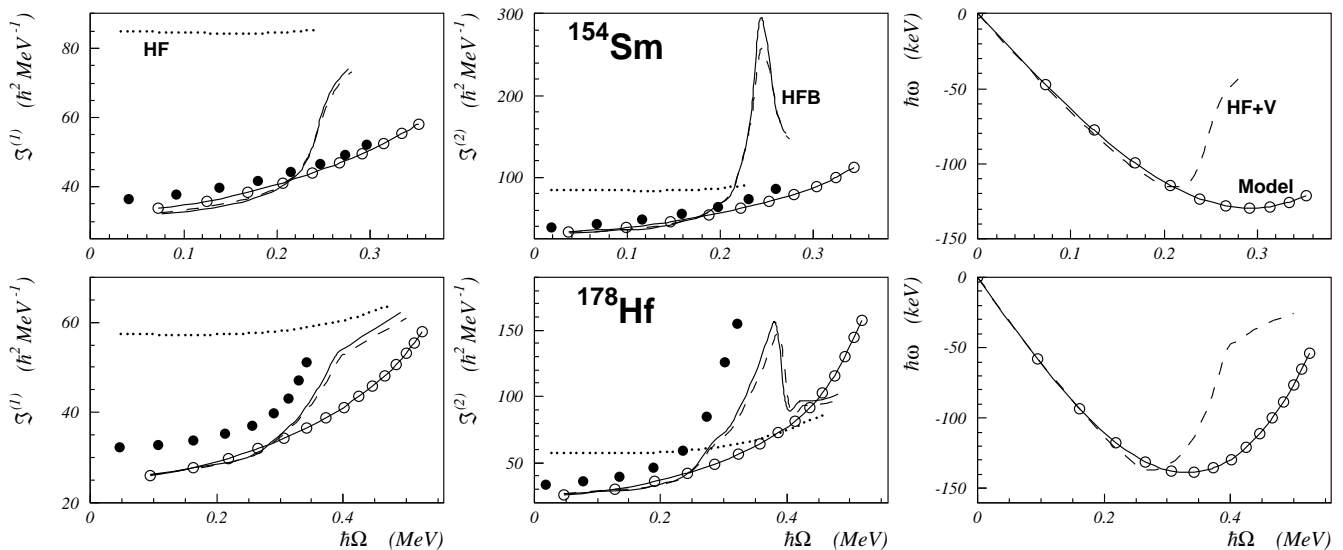 ℑ(1) (ħ² MeV⁻¹)
80
60
40
HF
0
0.1
0.2
0.3
ℑ(2) (ħ² MeV⁻¹)
300
200
100
¹⁵⁴Sm
HFB
0
0.1
0.2
0.3
ħω (keV)
0
-50
-100
-150
HF+V
Model
0
0.1
0.2
0.3
ℑ(1) (ħ² MeV⁻¹)
60
40
20
0
0.2
0.4
ħΩ (MeV)
ℑ(2) (ħ² MeV⁻¹)
150
100
50
¹⁷⁸Hf
0
0.2
0.4
ħΩ (MeV)
ħω (keV)
0
-50
-100
-150
0
0.2
0.4
ħΩ (MeV)